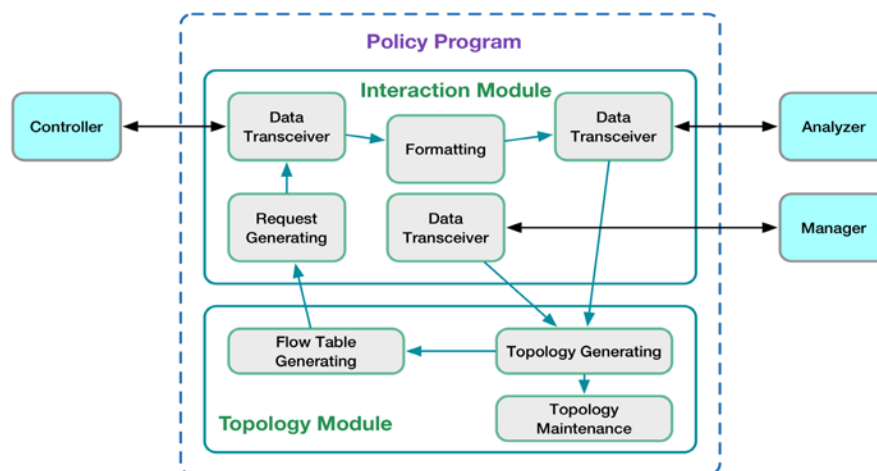 Policy Program
Interaction Module
Controller
Data
Transceiver
Formatting
Data
Transceiver
Analyzer
Request
Generating
Data
Transceiver
Manager
Flow Table
Generating
Topology Generating
Topology
Maintenance
Topology Module